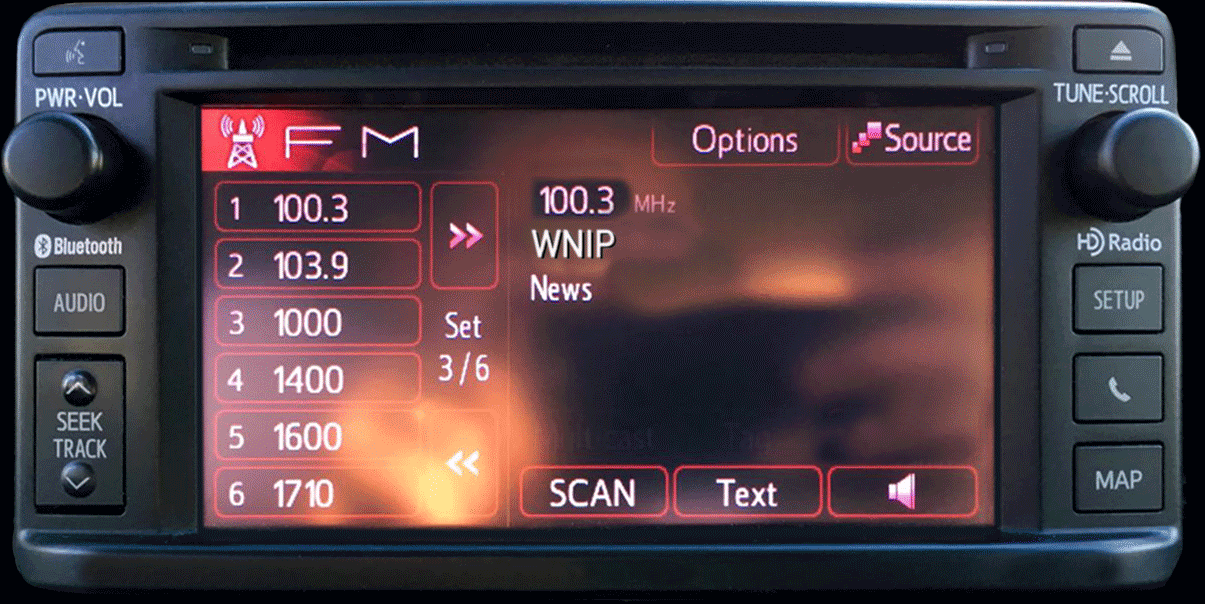 PWR·VOL
TUNE·SCROLL
FM
Options
Source
1 100.3
2 103.9
3 1000
4 1400
5 1600
6 1710
Set
3/6
100.3 MHz
WNIP
News
SCAN
Text
Bluetooth
AUDIO
SEEK
TRACK
HD Radio
SETUP
MAP